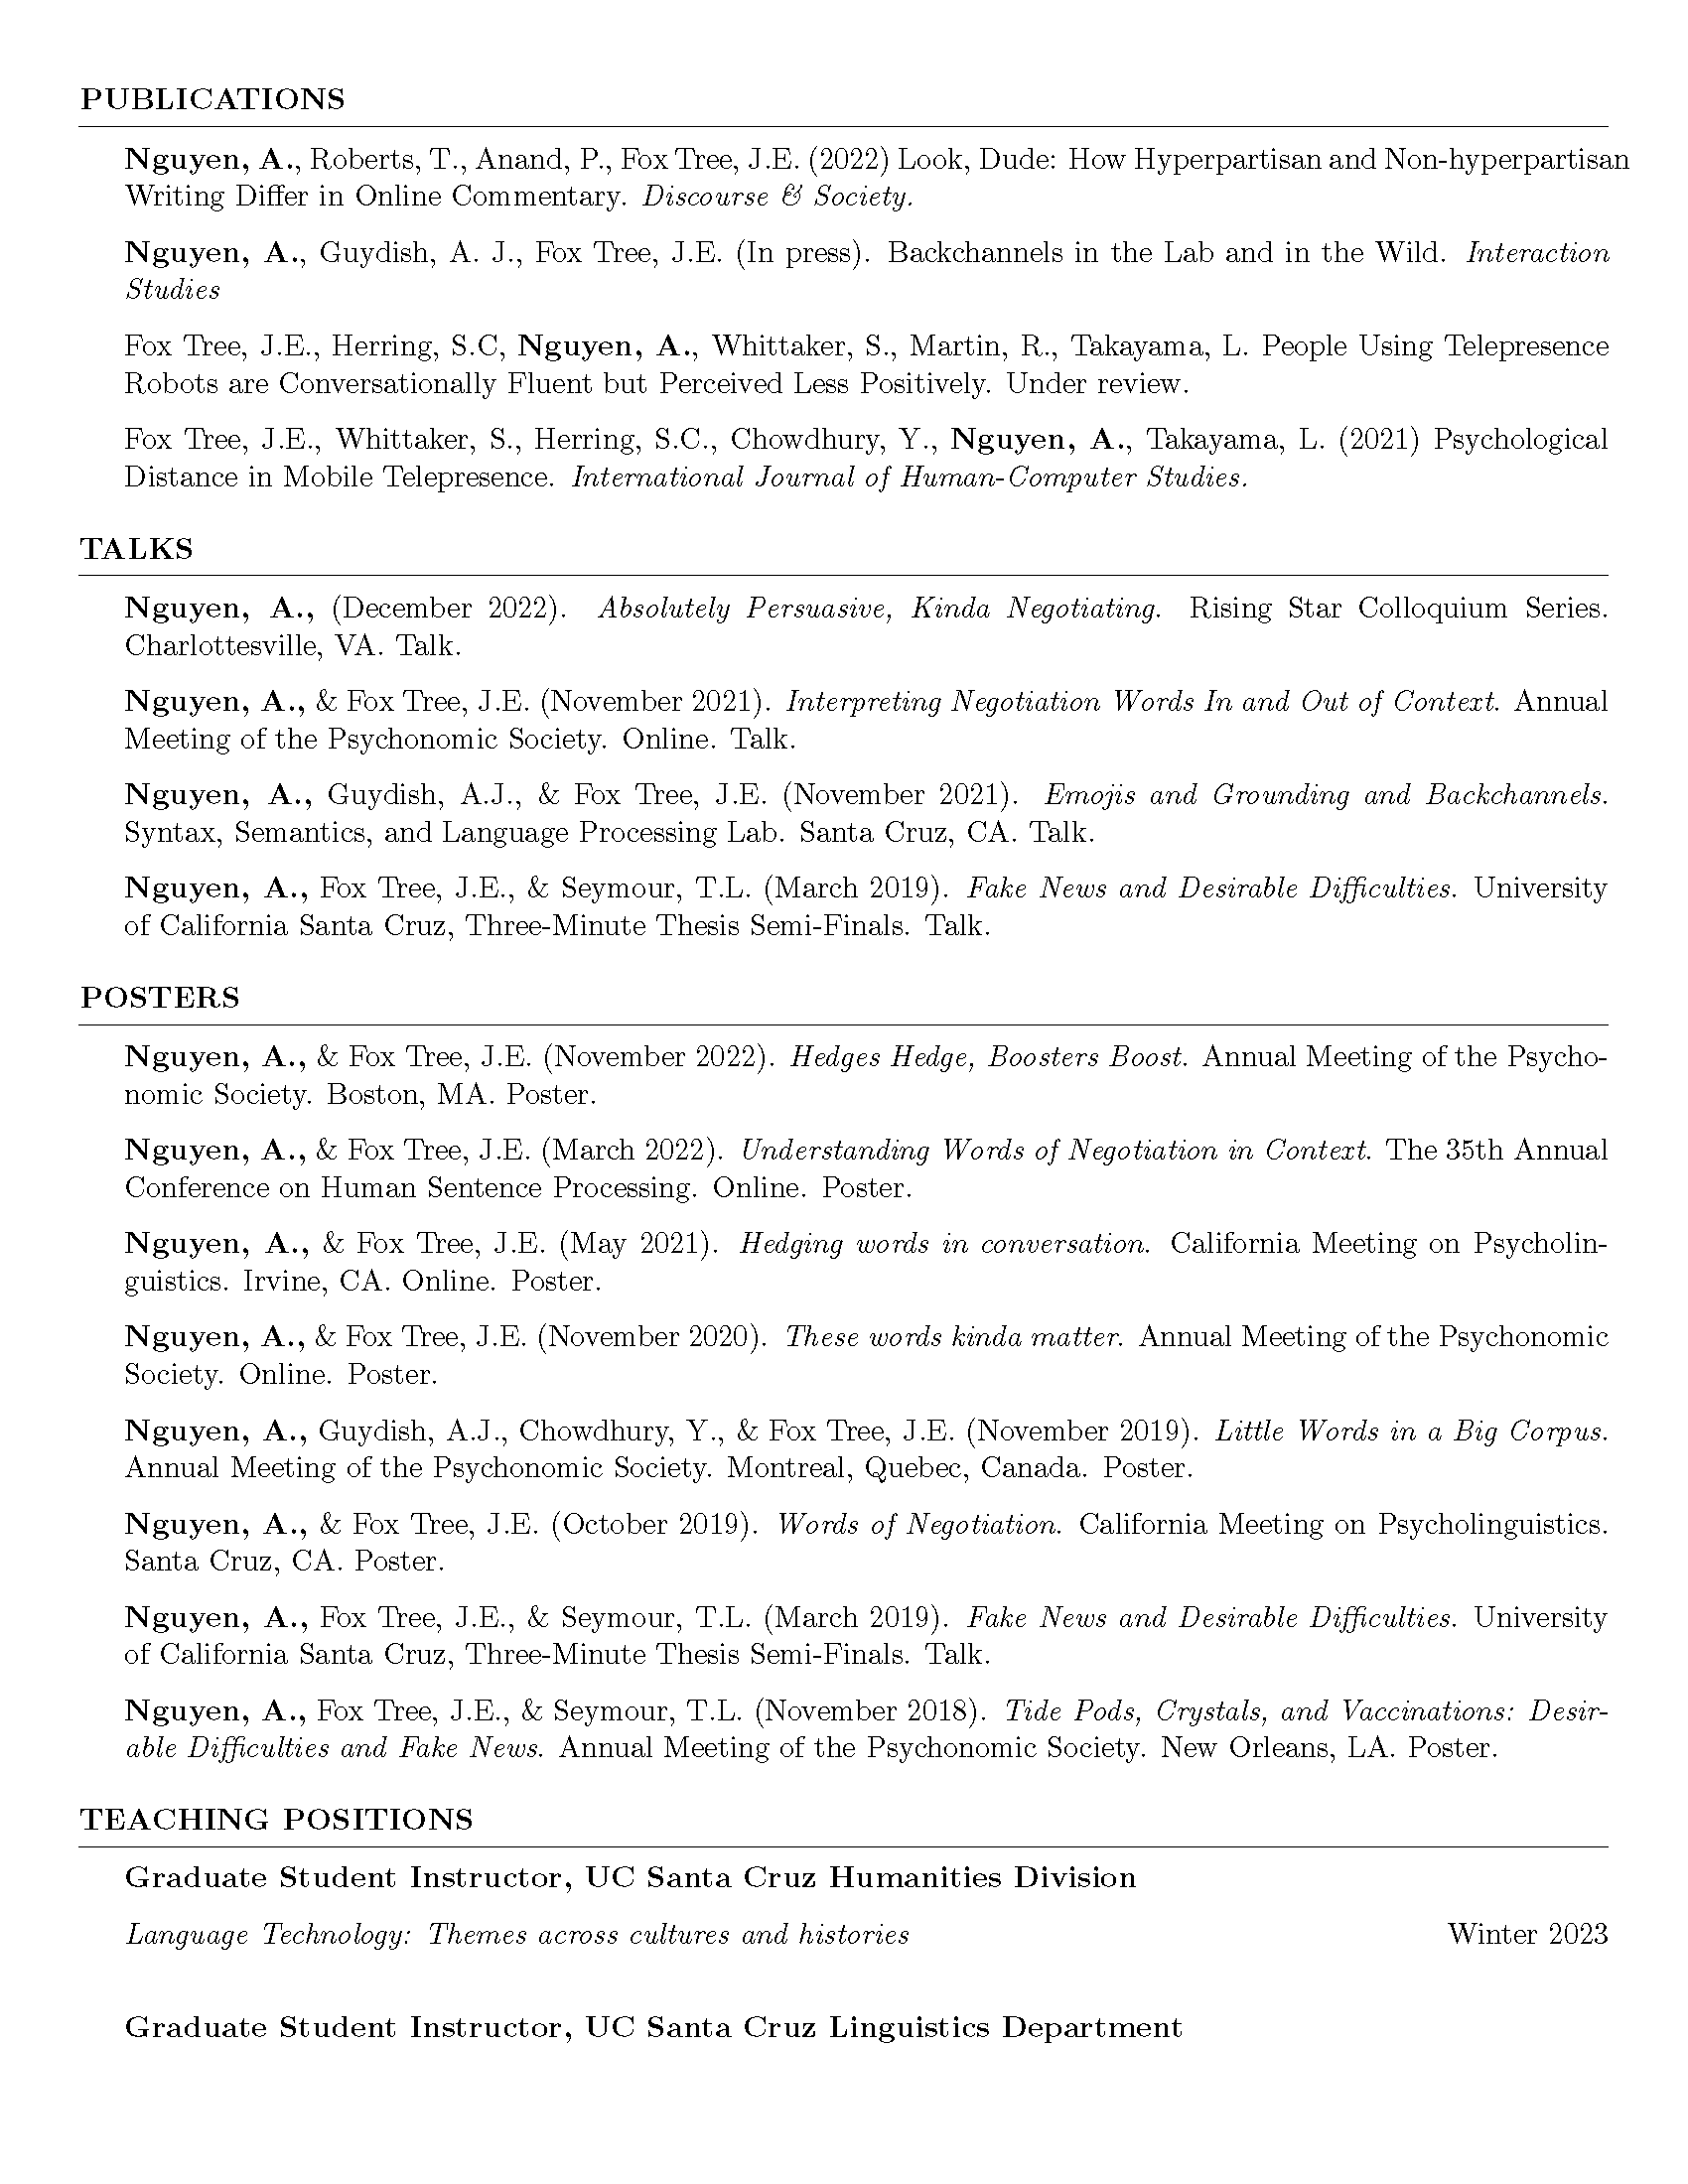 PUBLICATIONS
Nguyen, A., Roberts, T., Anand, P., Fox Tree, J.E. (2022) Look, Dude: How Hyperpartisan and Non-hyperpartisan
Writing Differ in Online Commentary. Discourse & Society.
Nguyen, A., Guydish, A. J., Fox Tree, J.E. (In press). Backchannels in the Lab and in the Wild. Interaction
Studies
Fox Tree, J.E., Herring, S.C, Nguyen, A., Whittaker, S., Martin, R., Takayama, L. People Using Telepresence
Robots are Conversationally Fluent but Perceived Less Positively. Under review.
Fox Tree, J.E., Whittaker, S., Herring, S.C., Chowdhury, Y., Nguyen, A., Takayama, L. (2021) Psychological
Distance in Mobile Telepresence. International Journal of Human-Computer Studies.
TALKS
Nguyen, A., (December 2022). Absolutely Persuasive, Kinda Negotiating. Rising Star Colloquium Series.
Charlottesville, VA. Talk.
Nguyen, A., & Fox Tree, J.E. (November 2021). Interpreting Negotiation Words In and Out of Context. Annual
Meeting of the Psychonomic Society. Online. Talk.
Nguyen, A., Guydish, A.J., & Fox Tree, J.E. (November 2021). Emojis and Grounding and Backchannels.
Syntax, Semantics, and Language Processing Lab. Santa Cruz, CA. Talk.
Nguyen, A., Fox Tree, J.E., & Seymour, T.L. (March 2019). Fake News and Desirable Difficulties. University
of California Santa Cruz, Three-Minute Thesis Semi-Finals. Talk.
POSTERS
Nguyen, A., & Fox Tree, J.E. (November 2022). Hedges Hedge, Boosters Boost. Annual Meeting of the Psycho-
nomic Society. Boston, MA. Poster.
Nguyen, A., & Fox Tree, J.E. (March 2022). Understanding Words of Negotiation in Context. The 35th Annual
Conference on Human Sentence Processing. Online. Poster.
Nguyen, A., & Fox Tree, J.E. (May 2021). Hedging words in conversation. California Meeting on Psycholin-
guistics. Irvine, CA. Online. Poster.
Nguyen, A., & Fox Tree, J.E. (November 2020). These words kinda matter. Annual Meeting of the Psychonomic
Society. Online. Poster.
Nguyen, A., Guydish, A.J., Chowdhury, Y., & Fox Tree, J.E. (November 2019). Little Words in a Big Corpus.
Annual Meeting of the Psychonomic Society. Montreal, Quebec, Canada. Poster.
Nguyen, A., & Fox Tree, J.E. (October 2019). Words of Negotiation. California Meeting on Psycholinguistics.
Santa Cruz, CA. Poster.
Nguyen, A., Fox Tree, J.E., & Seymour, T.L. (March 2019). Fake News and Desirable Difficulties. University
of California Santa Cruz, Three-Minute Thesis Semi-Finals. Talk.
Nguyen, A., Fox Tree, J.E., & Seymour, T.L. (November 2018). Tide Pods, Crystals, and Vaccinations: Desir-
able Difficulties and Fake News. Annual Meeting of the Psychonomic Society. New Orleans, LA. Poster.
TEACHING POSITIONS
Graduate Student Instructor, UC Santa Cruz Humanities Division
Language Technology: Themes across cultures and histories Winter 2023
Graduate Student Instructor, UC Santa Cruz Linguistics Department